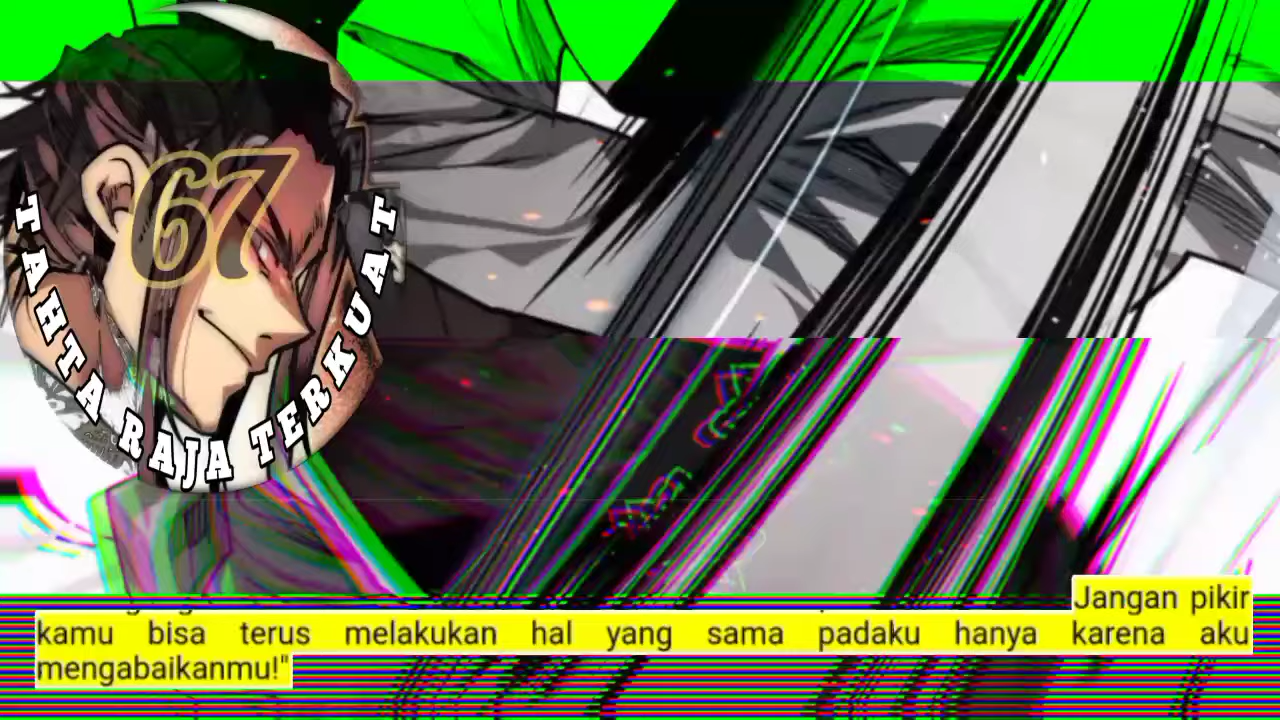 67
TAHTA RAJA TERKUAT
Jangan pikir
kamu bisa terus melakukan hal yang sama padaku hanya karena aku
mengabaikanmu!"